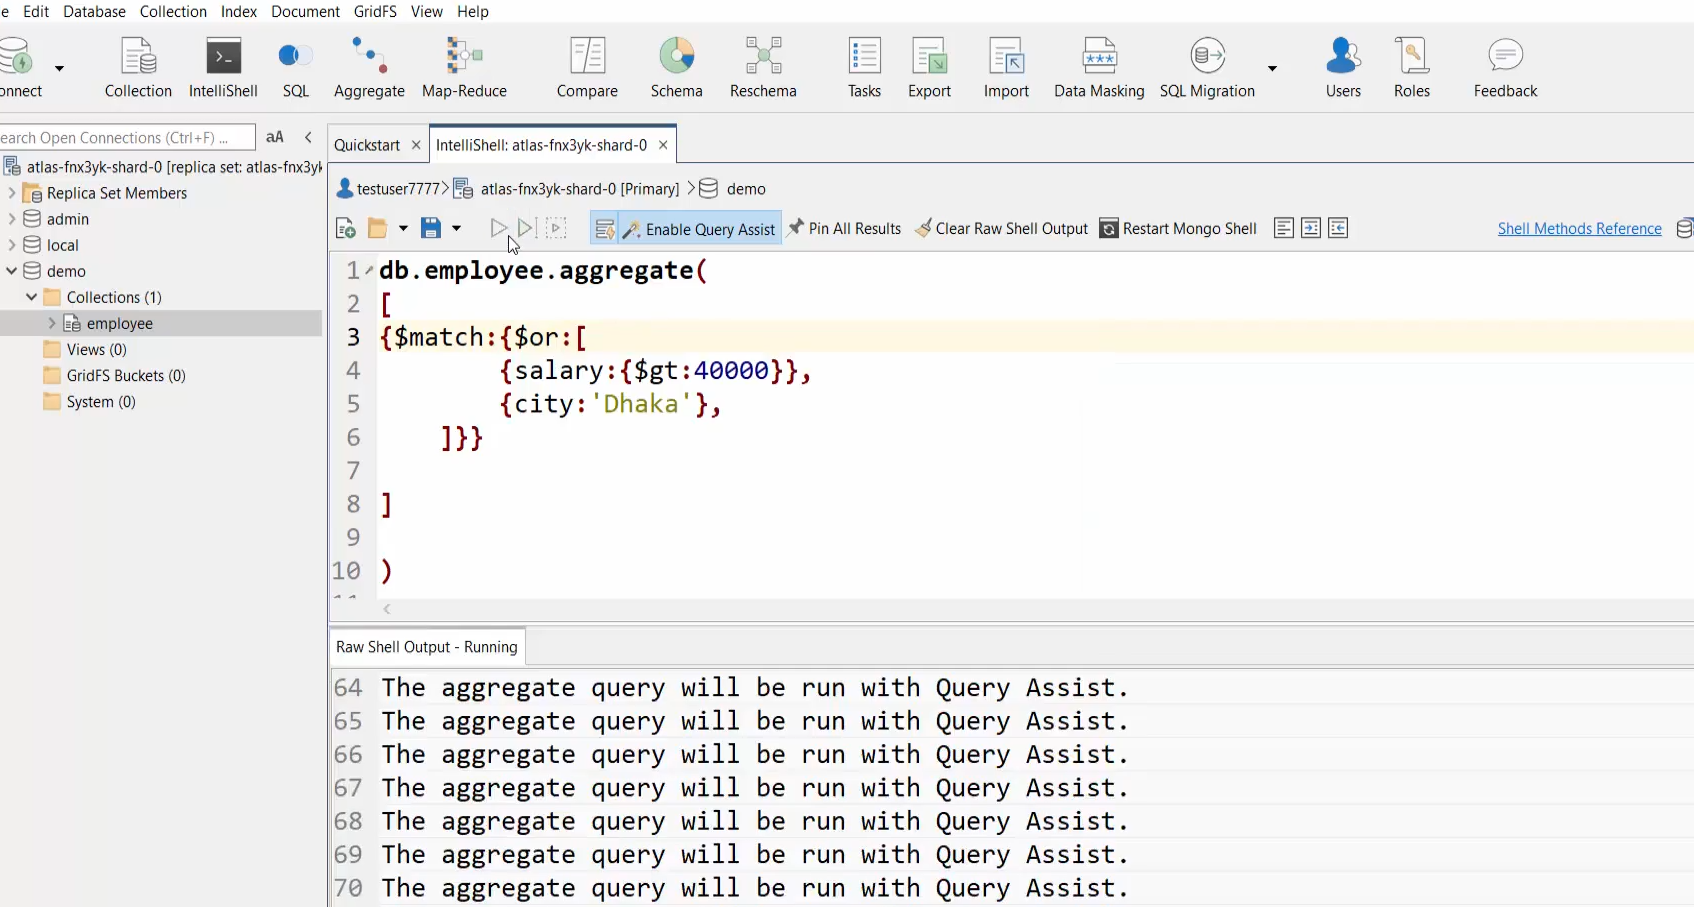 e Edit Database Collection Index Document GridFS View Help
onnect Collection IntelliShell SQL Aggregate Map-Reduce Compare Schema Reschema Tasks Export Import Data Masking SQL Migration Users Roles Feedback
earch Open Connections (Ctrl+F) ... aA
atlas-fnx3yk-shard-0 [replica set: atlas-fnx3yk
Replica Set Members
admin
local
demo
Collections (1)
employee
Views (0)
GridFS Buckets (0)
System (0)
Quickstart × IntelliShell: atlas-fnx3yk-shard-0 ×
testuser7777 atlas-fnx3yk-shard-0 [Primary] demo
Enable Query Assist Pin All Results Clear Raw Shell Output Restart Mongo Shell Shell Methods Reference
1 db.employee.aggregate(
2 [
3 {$match:{$or:[
4 {salary:{$gt:40000}},
5 {city:'Dhaka'},
6 ]}}
7
8 ]
9
10 )
Raw Shell Output - Running
64 The aggregate query will be run with Query Assist.
65 The aggregate query will be run with Query Assist.
66 The aggregate query will be run with Query Assist.
67 The aggregate query will be run with Query Assist.
68 The aggregate query will be run with Query Assist.
69 The aggregate query will be run with Query Assist.
70 The aggregate query will be run with Query Assist.